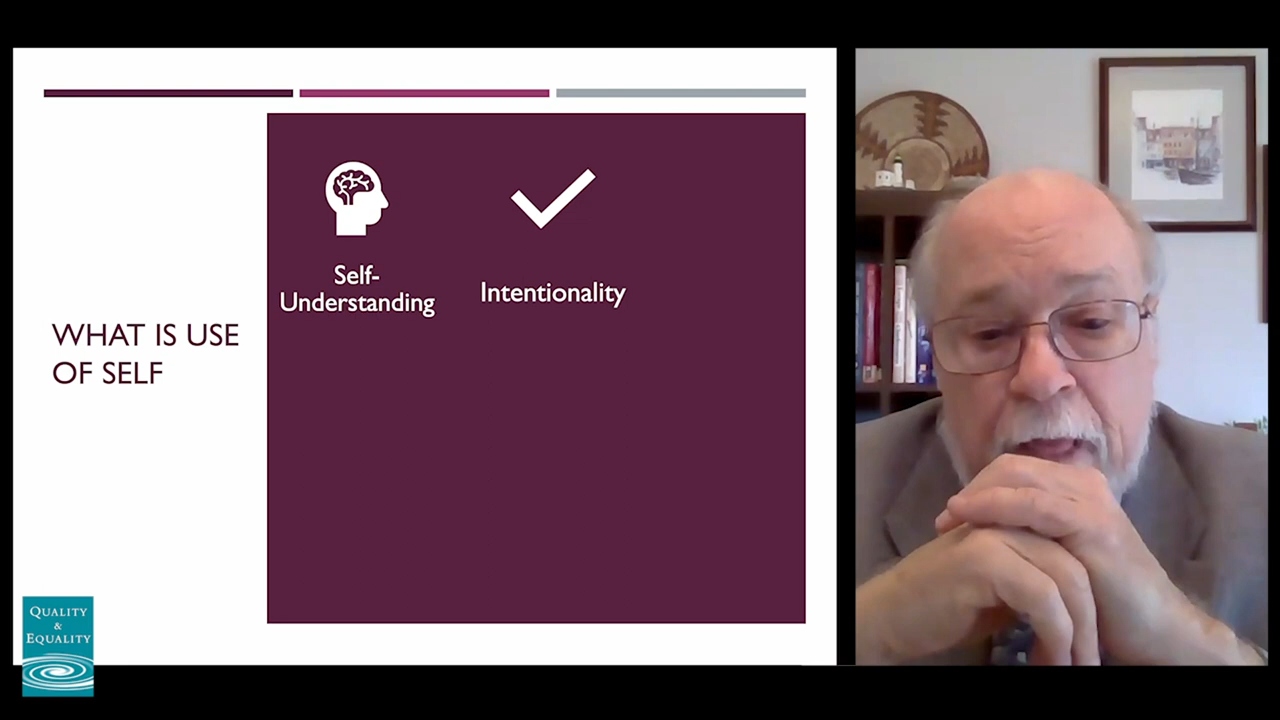 WHAT IS USE
OF SELF
Self-
Understanding
Intentionality
QUALITY
&
EQUALITY